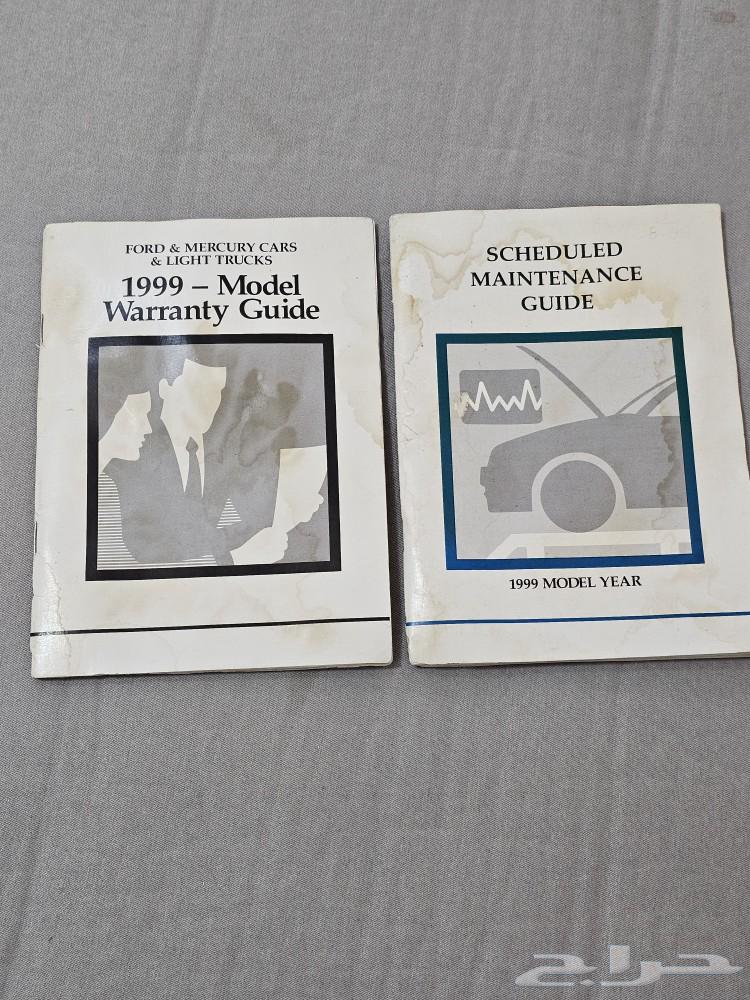 FORD & MERCURY CARS
& LIGHT TRUCKS
1999 – Model
Warranty Guide
SCHEDULED
MAINTENANCE
GUIDE
1999 MODEL YEAR
حراج